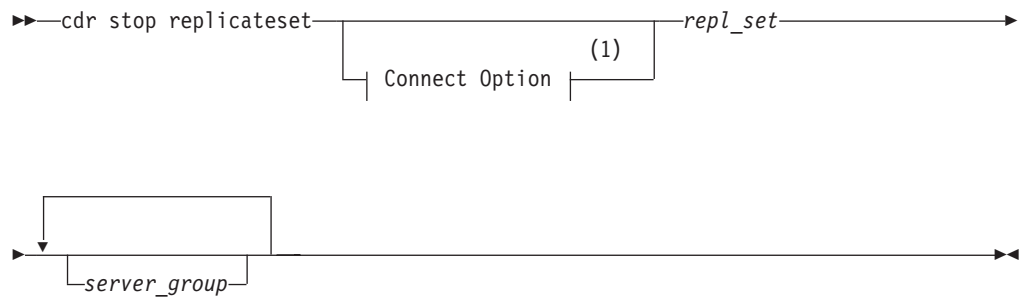 cdr stop replicateset repl_set
(1)
Connect Option
server_group